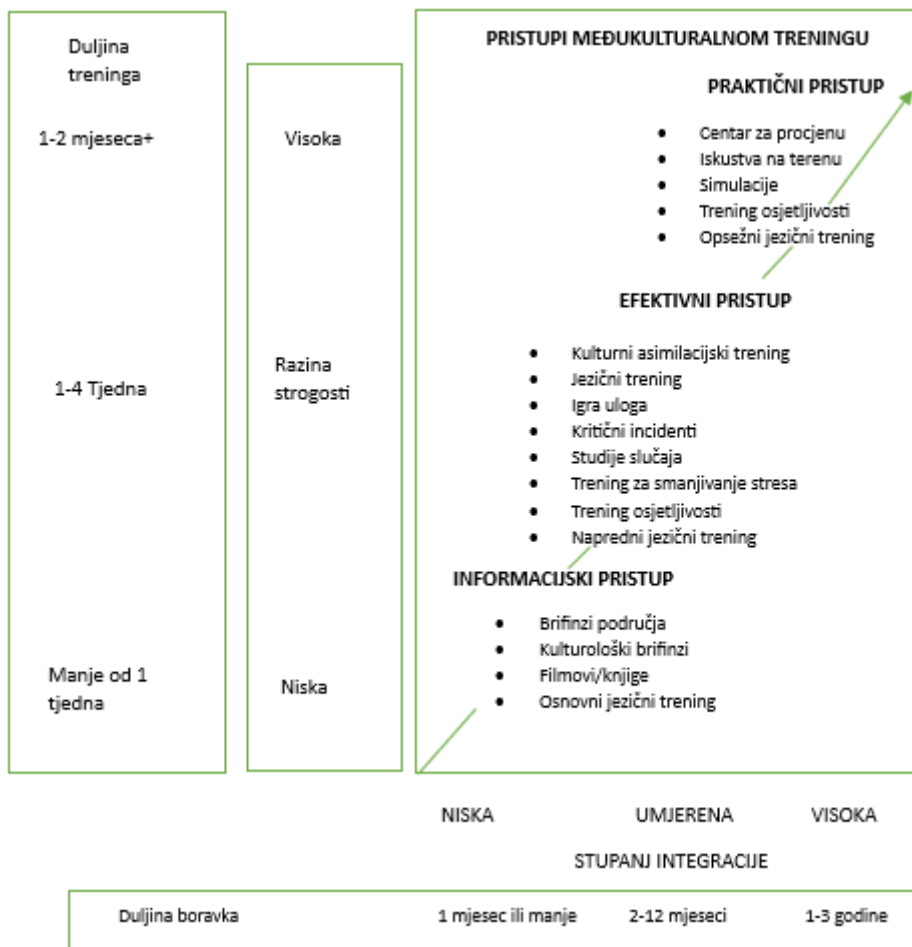 Duljina
treninga
1-2 mjeseca+
1-4 Tjedna
Manje od 1
tjedna
Visoka
Razina
strogosti
Niska
PRISTUPI MEĐUKULTURALNOM TRENINGU
PRAKTIČNI PRISTUP
• Centar za procjenu
• Iskustva na terenu
• Simulacije
• Trening osjetljivosti
• Opsežni jezični trening
EFEKTIVNI PRISTUP
• Kulturni asimilacijski trening
• Jezični trening
• Igra uloga
• Kritični incidenti
• Studije slučaja
• Trening za smanjivanje stresa
• Trening osjetljivosti
• Napredni jezični trening
INFORMACIJSKI PRISTUP
• Brifinzi područja
• Kulturološki brifinzi
• Filmovi/knjige
• Osnovni jezični trening
NISKA UMJERENA VISOKA
STUPANJ INTEGRACIJE
Duljina boravka 1 mjesec ili manje 2-12 mjeseci 1-3 godine